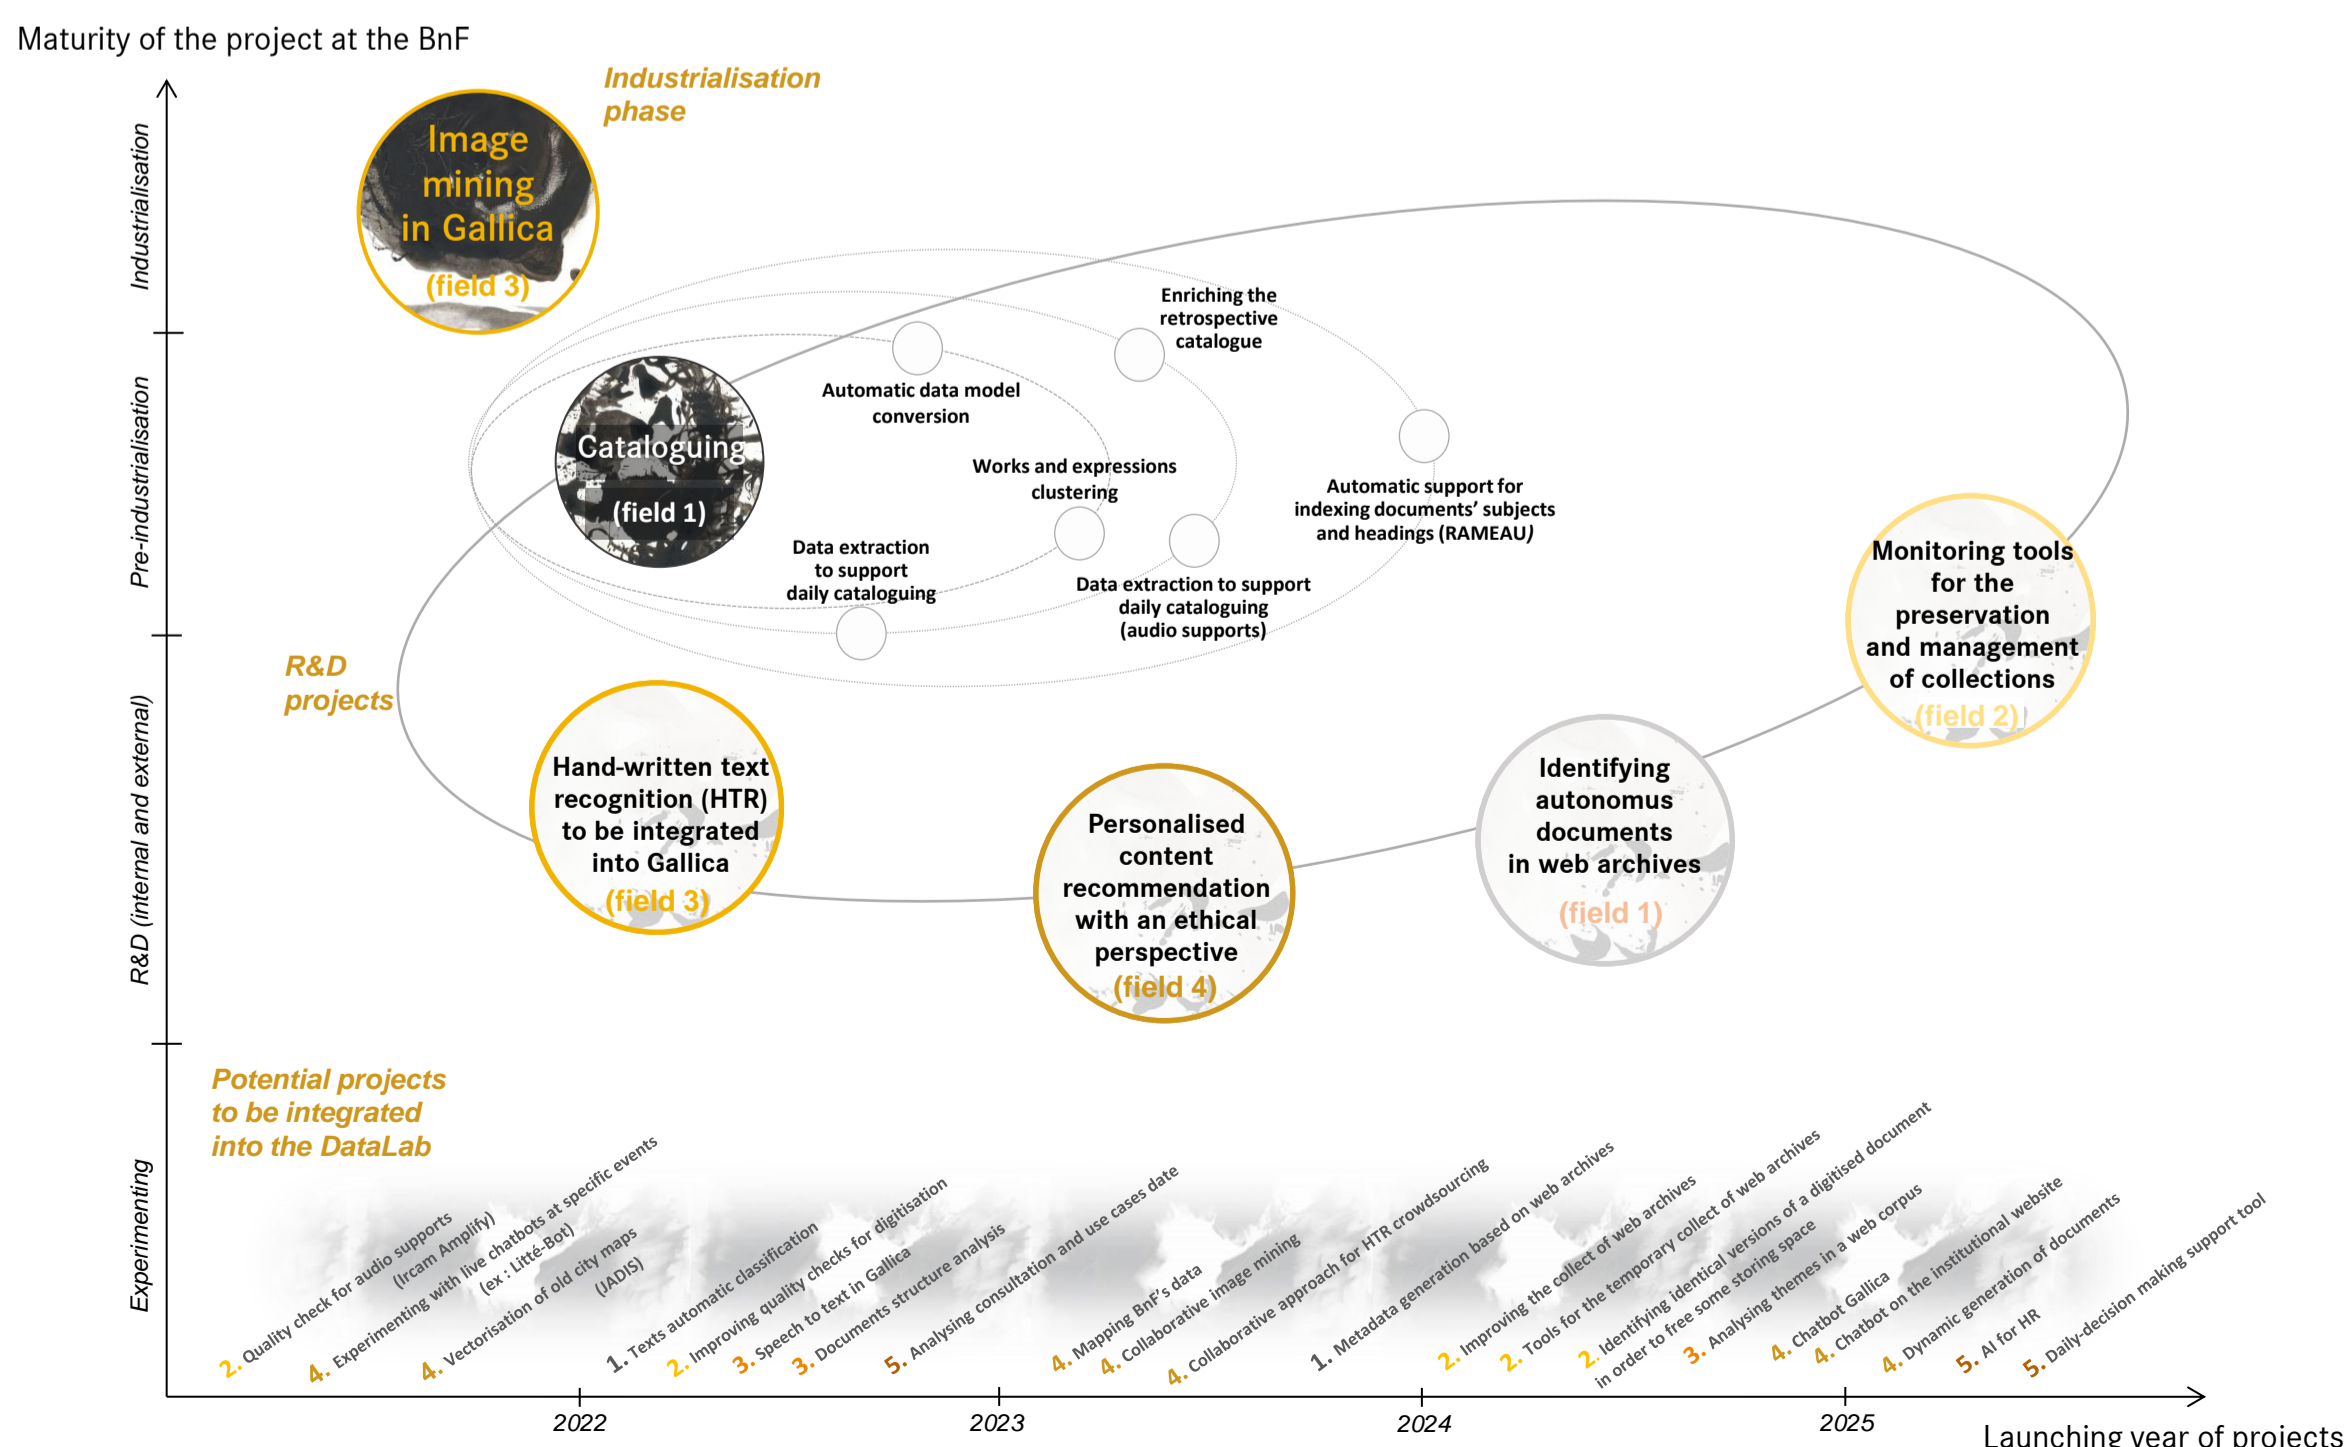 Maturity of the project at the BnF
Industrialisation
phase
Image
mining
in Gallica
(field 3)
Industrialisation
Pre-industrialisation
R&D (internal and external)
Experimenting
Cataloguing
(field 1)
Automatic data model
conversion
Enriching the
retrospective
catalogue
Works and expressions
clustering
Automatic support for
indexing documents’ subjects
and headings (RAMEAU)
Data extraction
to support
daily cataloguing
Data extraction to support
daily cataloguing
(audio supports)
R&D
projects
Monitoring tools
for the
preservation
and management
of collections
(field 2)
Hand-written text
recognition (HTR)
to be integrated
into Gallica
(field 3)
Personalised
content
recommendation
with an ethical
perspective
(field 4)
Identifying
autonomus
documents
in web archives
(field 1)
Potential projects
to be integrated
into the DataLab
2. Quality check for audio supports
(Ircam Amplify)
4. Experimenting with live chatbots at specific events
(ex : Litté-Bot)
4. Vectorisation of old city maps
(JADIS)
1. Texts automatic classification
2. Improving quality checks for digitisation
3. Speech to text in Gallica
3. Documents structure analysis
5. Analysing consultation and use cases date
4. Mapping BnF’s data
4. Collaborative image mining
4. Collaborative approach for HTR crowdsourcing
1. Metadata generation based on web archives
2. Improving the collect of web archives
2. Tools for the temporary collect of web archives
2. Identifying identical versions of a digitised document
in order to free some storing space
3. Analysing themes in a web corpus
4. Chatbot Gallica
4. Chatbot on the institutional website
4. Dynamic generation of documents
5. AI for HR
5. Daily-decision making support tool
2022
2023
2024
2025
Launching year of projects